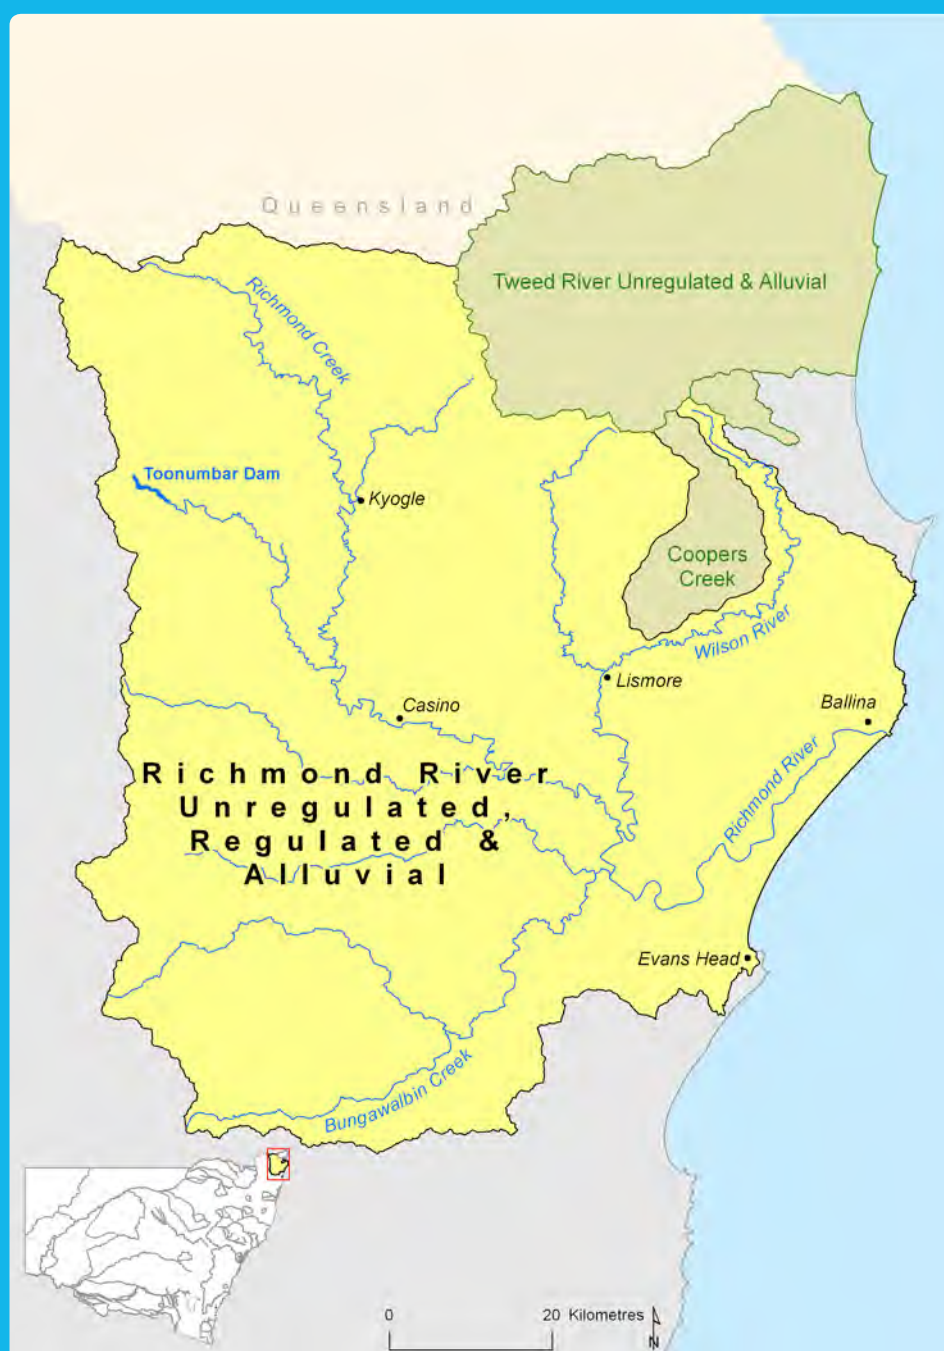 Queensland
Tweed River Unregulated & Alluvial
Richmond Creek
Toonumbar Dam
Kyogle
Coopers
Creek
Wilson River
Lismore
Ballina
Casino
Richmond River
Richmond River
Unregulated,
Regulated &
Alluvial
Evans Head
Bungawalbin Creek
0 20 Kilometres
N